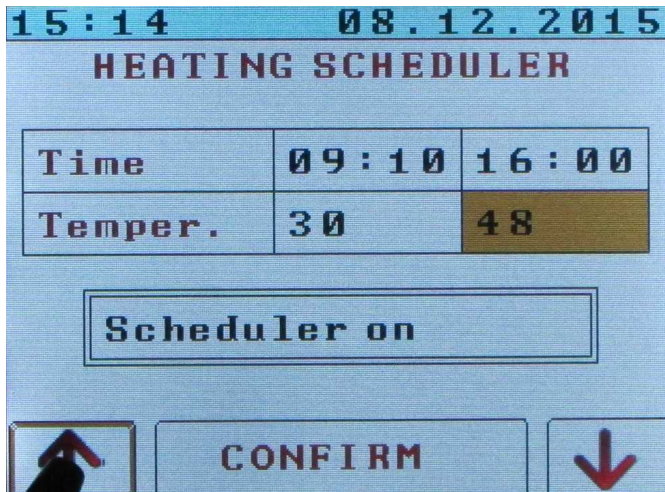 15:14 08.12.2015
HEATING SCHEDULER
Time 09:10 16:00
Temper. 30 48
Scheduler on
CONFIRM